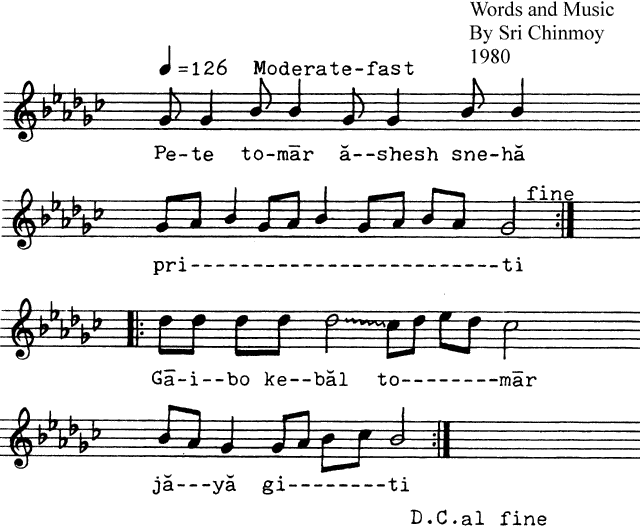 Words and Music
By Sri Chinmoy
1980
♩=126 Moderate-fast
Pe-te to-mār ă--shesh sne-hă
fine
pri-------------------------ti
Gā-i--bo ke--băl to--------mār
jă---yă gi--------ti
D.C.al fine